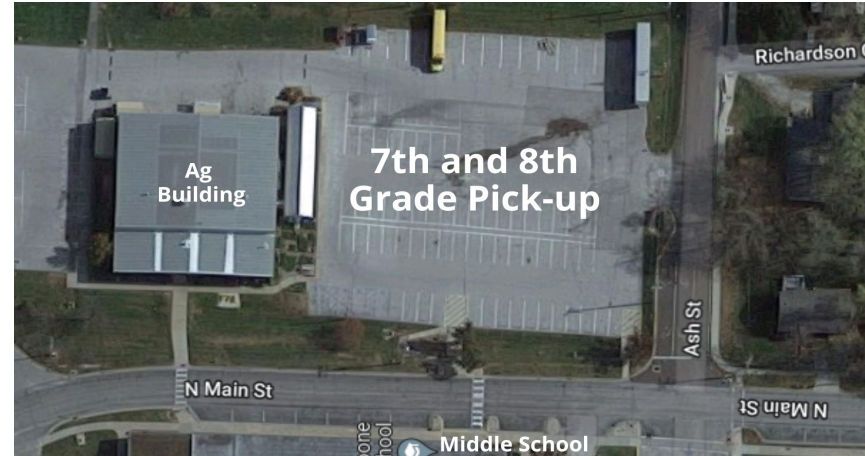 Richardson
7th and 8th
Grade Pick-up
Ag
Building
Ash St
N Main St
N Main St
Middle School